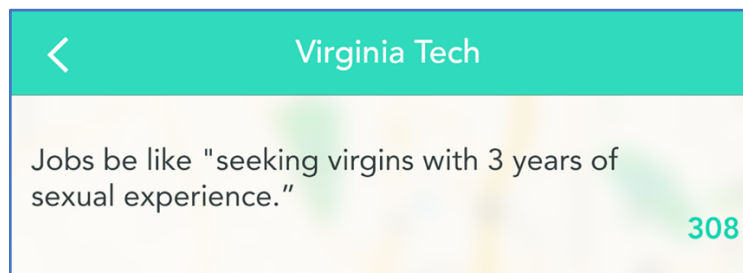 Virginia Tech
Jobs be like "seeking virgins with 3 years of
sexual experience.”
308